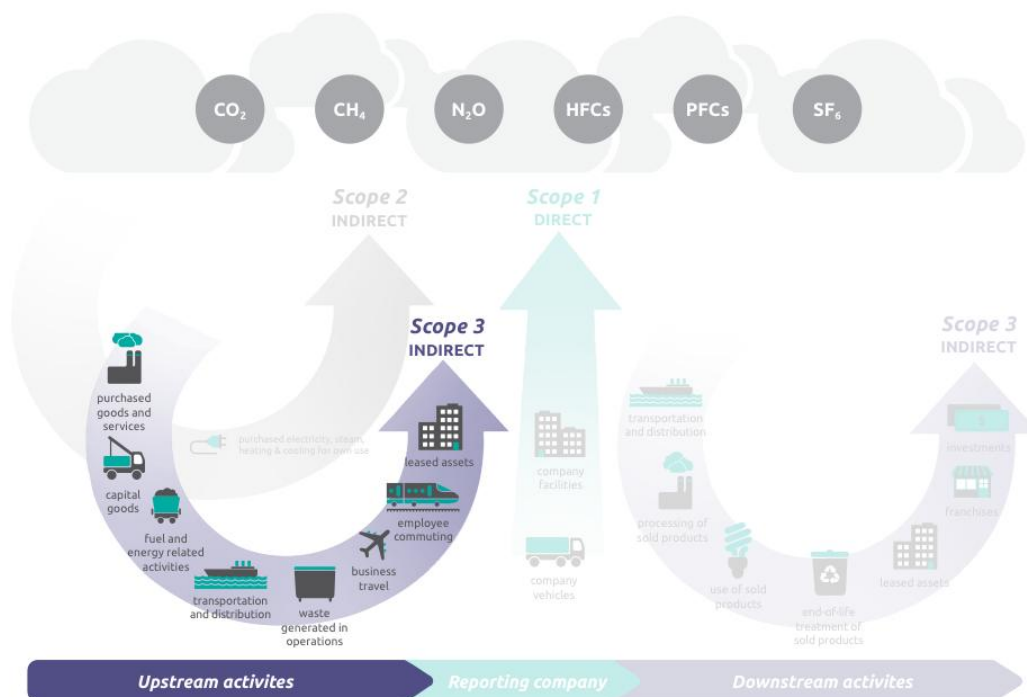 CO₂
CH₄
N₂O
HFCs
PFCs
SF₆
Scope 2
INDIRECT
Scope 1
DIRECT
Scope 3
INDIRECT
Scope 3
INDIRECT
purchased
goods and
services
capital
goods
fuel and
energy related
activities
transportation
and distribution
waste
generated in
operations
business
travel
employee
commuting
leased assets
purchased electricity, steam,
heating & cooling for own use
company
facilities
company
vehicles
transportation
and distribution
processing of
sold products
use of sold
products
end-of-life
treatment of
sold products
leased assets
franchises
investments
Upstream activites
Reporting company
Downstream activites